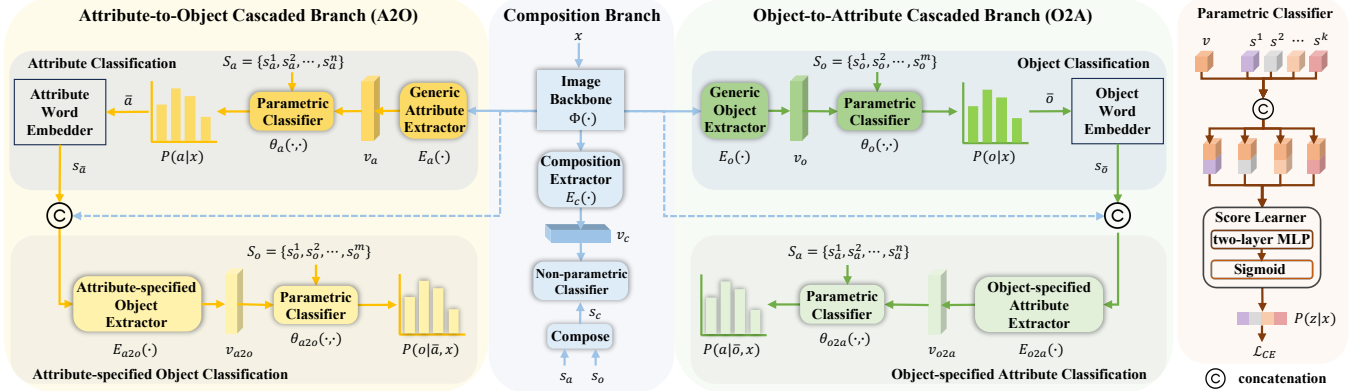 Attribute-to-Object Cascaded Branch (A2O)
Attribute Classification
S_a = {s_a^1, s_a^2, ⋯, s_a^n}
Attribute
Word
Embedder
ā
P(a|x)
Parametric
Classifier
θ_a(·,·)
v_a
Generic
Attribute
Extractor
E_a(·)
s_ā
C
S_o = {s_o^1, s_o^2, ⋯, s_o^m}
Attribute-specified
Object
Extractor
E_a2o(·)
v_a2o
Parametric
Classifier
θ_a2o(·,·)
P(o|ā, x)
Attribute-specified Object Classification
Composition Branch
x
Image
Backbone
Φ(·)
Composition
Extractor
E_c(·)
v_c
Non-parametric
Classifier
s_c
Compose
s_a s_o
Object-to-Attribute Cascaded Branch (O2A)
Object Classification
S_o = {s_o^1, s_o^2, ⋯, s_o^m}
Generic
Object
Extractor
E_o(·)
v_o
Parametric
Classifier
θ_o(·,·)
P(o|x)
ō
Object
Word
Embedder
s_ō
C
S_a = {s_a^1, s_a^2, ⋯, s_a^n}
P(a|ō, x)
Parametric
Classifier
θ_o2a(·,·)
v_o2a
Object-specified
Attribute
Extractor
E_o2a(·)
Object-specified Attribute Classification
Parametric Classifier
v s^1 s^2 ⋯ s^k
C
Score Learner
two-layer MLP
Sigmoid
P(z|x)
ℒ_CE
C concatenation